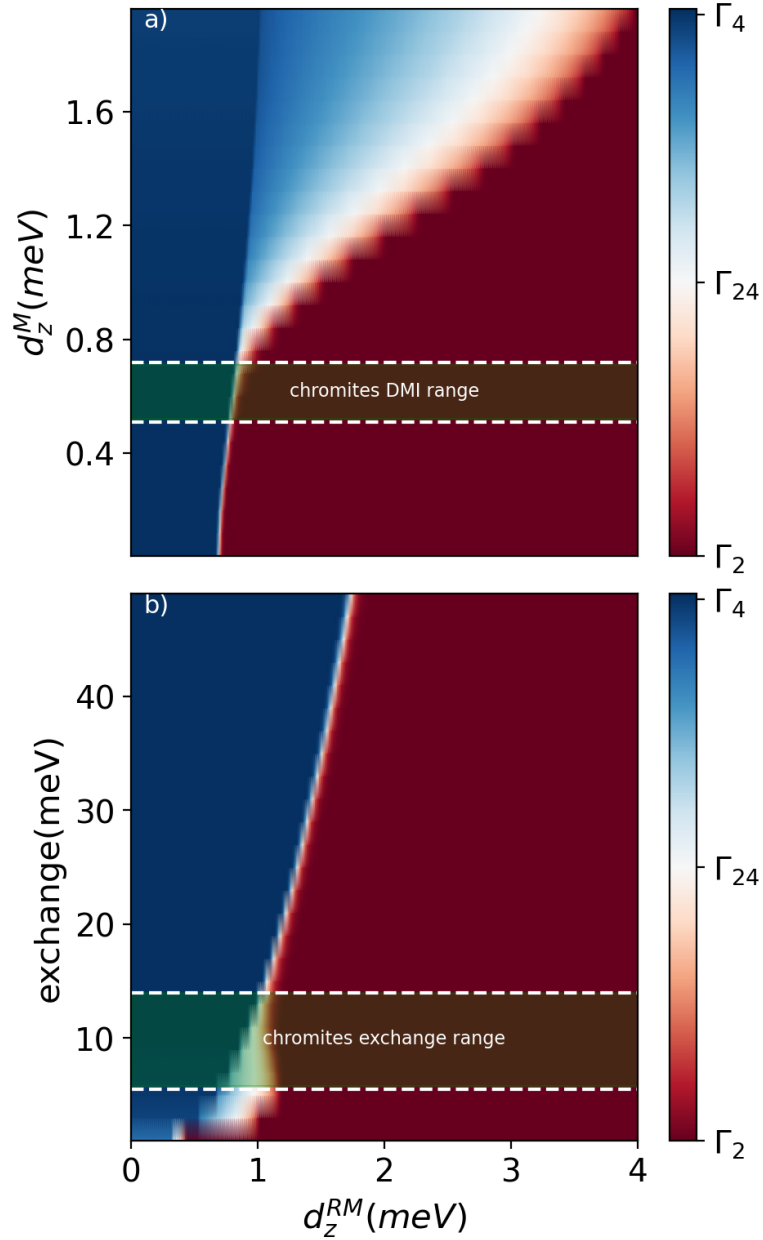 a)
1.6
1.2
0.8
0.4
d_z^M(meV)
chromites DMI range
Γ₄
Γ₂₄
Γ₂
b)
40
30
20
10
exchange(meV)
chromites exchange range
Γ₄
Γ₂₄
Γ₂
0 1 2 3 4
d_z^{RM}(meV)